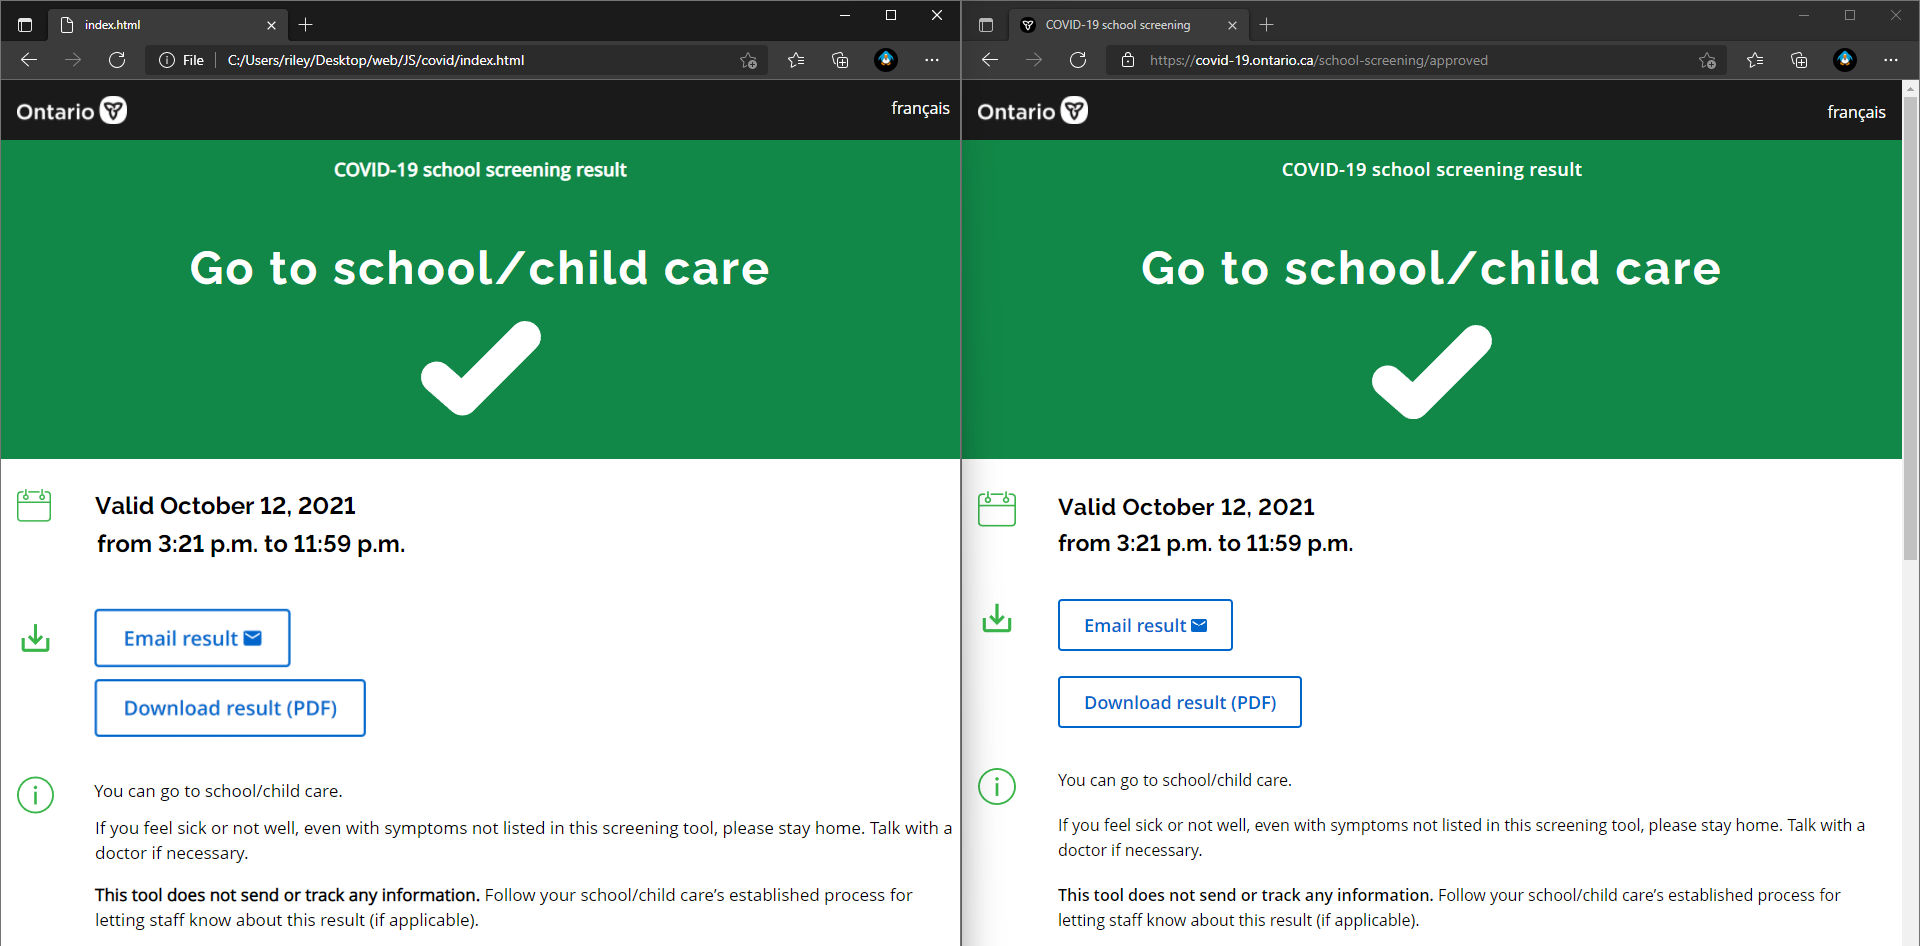 index.html
File
C:/Users/riley/Desktop/web/JS/covid/index.html
Ontario
français
COVID-19 school screening result
Go to school/child care
Valid October 12, 2021
from 3:21 p.m. to 11:59 p.m.
Email result
Download result (PDF)
You can go to school/child care.
If you feel sick or not well, even with symptoms not listed in this screening tool, please stay home. Talk with a
doctor if necessary.
This tool does not send or track any information. Follow your school/child care’s established process for
letting staff know about this result (if applicable).
COVID-19 school screening
https://covid-19.ontario.ca/school-screening/approved
Ontario
français
COVID-19 school screening result
Go to school/child care
Valid October 12, 2021
from 3:21 p.m. to 11:59 p.m.
Email result
Download result (PDF)
You can go to school/child care.
If you feel sick or not well, even with symptoms not listed in this screening tool, please stay home. Talk with a
doctor if necessary.
This tool does not send or track any information. Follow your school/child care’s established process for
letting staff know about this result (if applicable).